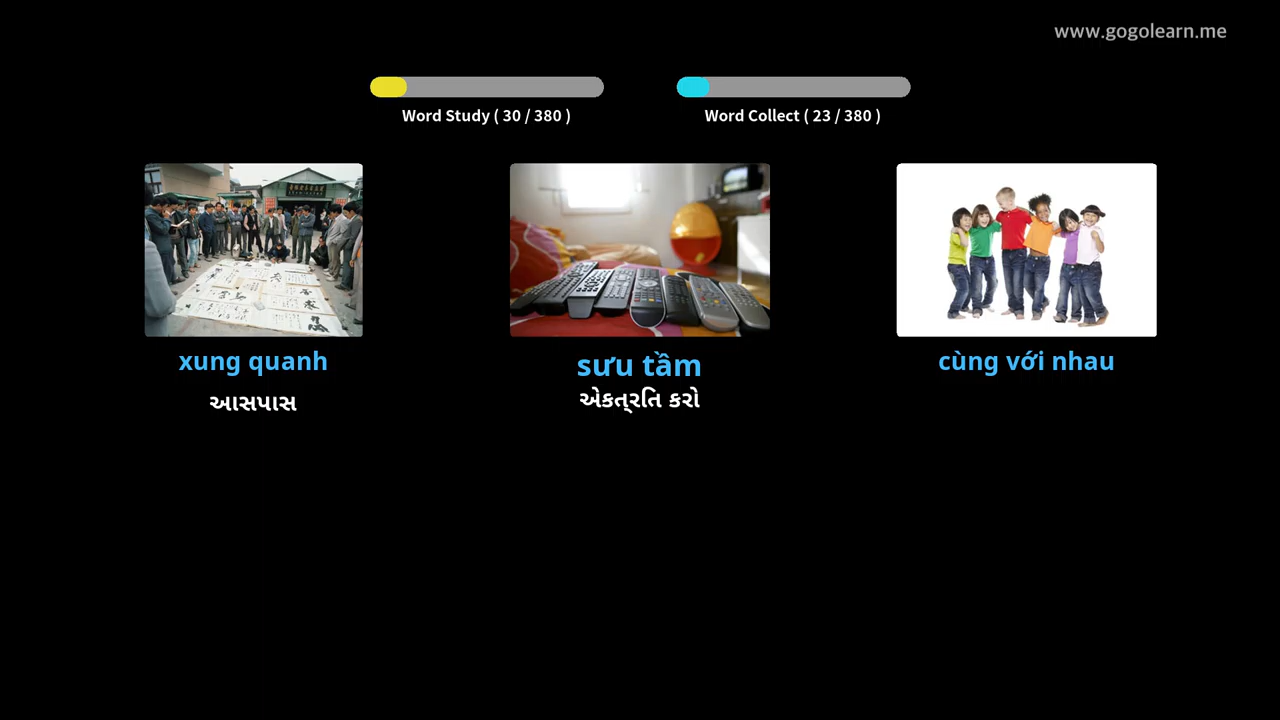 www.gogolearn.me
Word Study ( 30 / 380 )
Word Collect ( 23 / 380 )
xung quanh
sưu tầm
cùng với nhau
આસપાસ
એકત્રતિ કરો